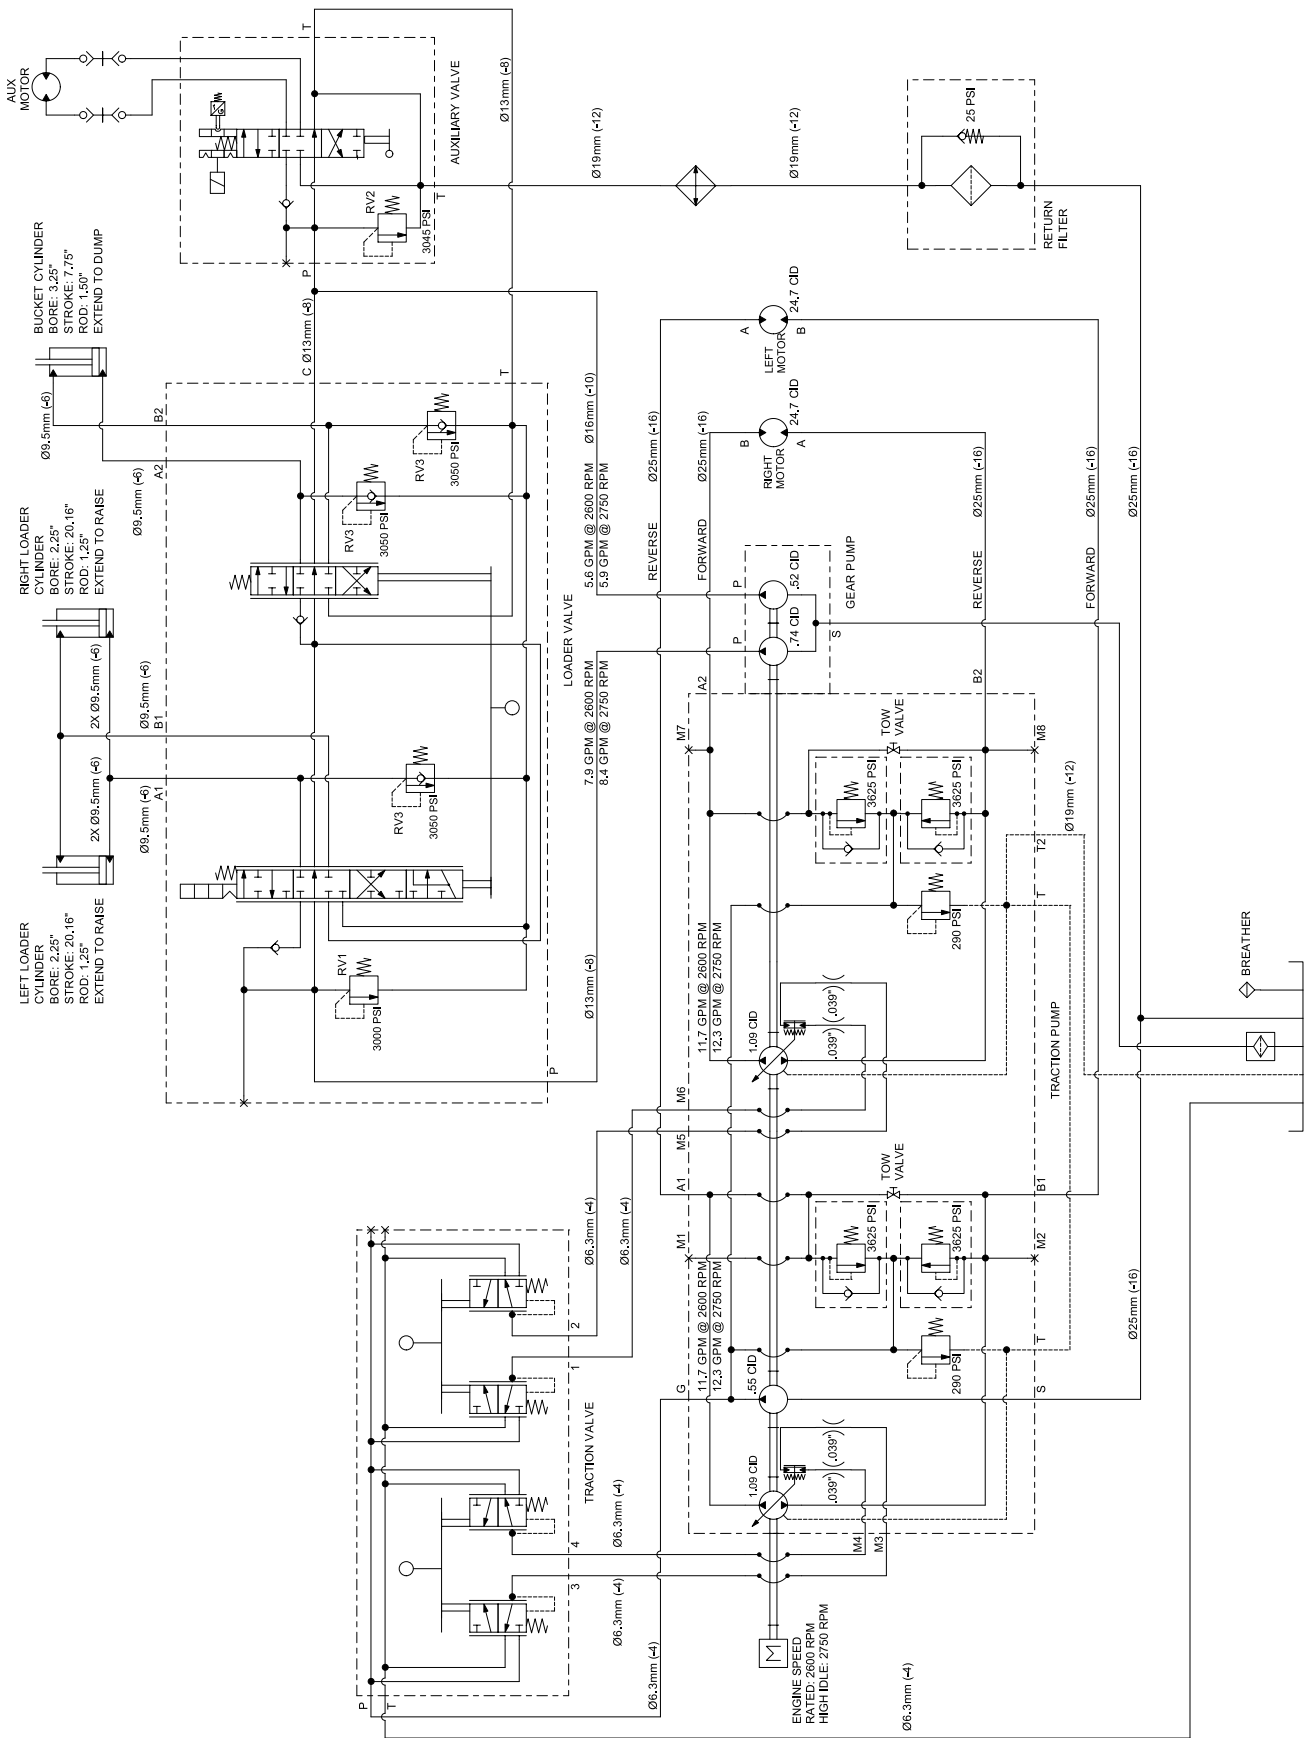 AUX
MOTOR
T
AUXILIARY VALVE
Ø13mm (-8)
RV2
3045 PSI
T
P
Ø19mm (-12)
Ø19mm (-12)
25 PSI
RETURN
FILTER
BUCKET CYLINDER
BORE: 3.25"
STROKE: 7.75"
ROD: 1.50"
EXTEND TO DUMP
Ø9.5mm (-6)
C
Ø13mm (-8)
T
B2
A2
Ø9.5mm (-6)
RV3
3050 PSI
RV3
3050 PSI
Ø16mm (-10)
5.6 GPM @ 2600 RPM
5.9 GPM @ 2750 RPM
RIGHT LOADER
CYLINDER
BORE: 2.25"
STROKE: 20.16"
ROD: 1.25"
EXTEND TO RAISE
2X Ø9.5mm (-6)
Ø9.5mm (-6)
B1
LOADER VALVE
2X Ø9.5mm (-6)
A1
Ø9.5mm (-6)
RV3
3050 PSI
7.9 GPM @ 2600 RPM
8.4 GPM @ 2750 RPM
LEFT LOADER
CYLINDER
BORE: 2.25"
STROKE: 20.16"
ROD: 1.25"
EXTEND TO RAISE
RV1
3000 PSI
P
Ø13mm (-8)
A
B
LEFT
MOTOR
24.7 CID
B
A
RIGHT
MOTOR
24.7 CID
Ø25mm (-16)
Ø25mm (-16)
Ø25mm (-16)
Ø25mm (-16)
Ø25mm (-16)
REVERSE
FORWARD
REVERSE
FORWARD
P
P
.52 CID
.74 CID
S
GEAR PUMP
A2
B2
M7
M8
TOW
VALVE
3625 PSI
3625 PSI
T2
Ø19mm (-12)
T
290 PSI
11.7 GPM @ 2600 RPM
12.3 GPM @ 2750 RPM
1.09 CID
.039"
.039"
M6
M5
TRACTION PUMP
BREATHER
A1
B1
TOW
VALVE
M1
M2
3625 PSI
3625 PSI
T
290 PSI
11.7 GPM @ 2600 RPM
12.3 GPM @ 2750 RPM
Ø25mm (-16)
G
.55 CID
S
1.09 CID
.039"
.039"
M4
M3
Ø6.3mm (-4)
Ø6.3mm (-4)
2
1
TRACTION VALVE
4
3
Ø6.3mm (-4)
Ø6.3mm (-4)
Ø6.3mm (-4)
P
T
M
ENGINE SPEED
RATED: 2600 RPM
HIGH IDLE: 2750 RPM
Ø6.3mm (-4)